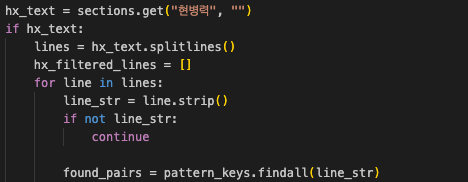 hx_text = sections.get("현병력", "")
if hx_text:
    lines = hx_text.splitlines()
    hx_filtered_lines = []
    for line in lines:
        line_str = line.strip()
        if not line_str:
            continue

        found_pairs = pattern_keys.findall(line_str)